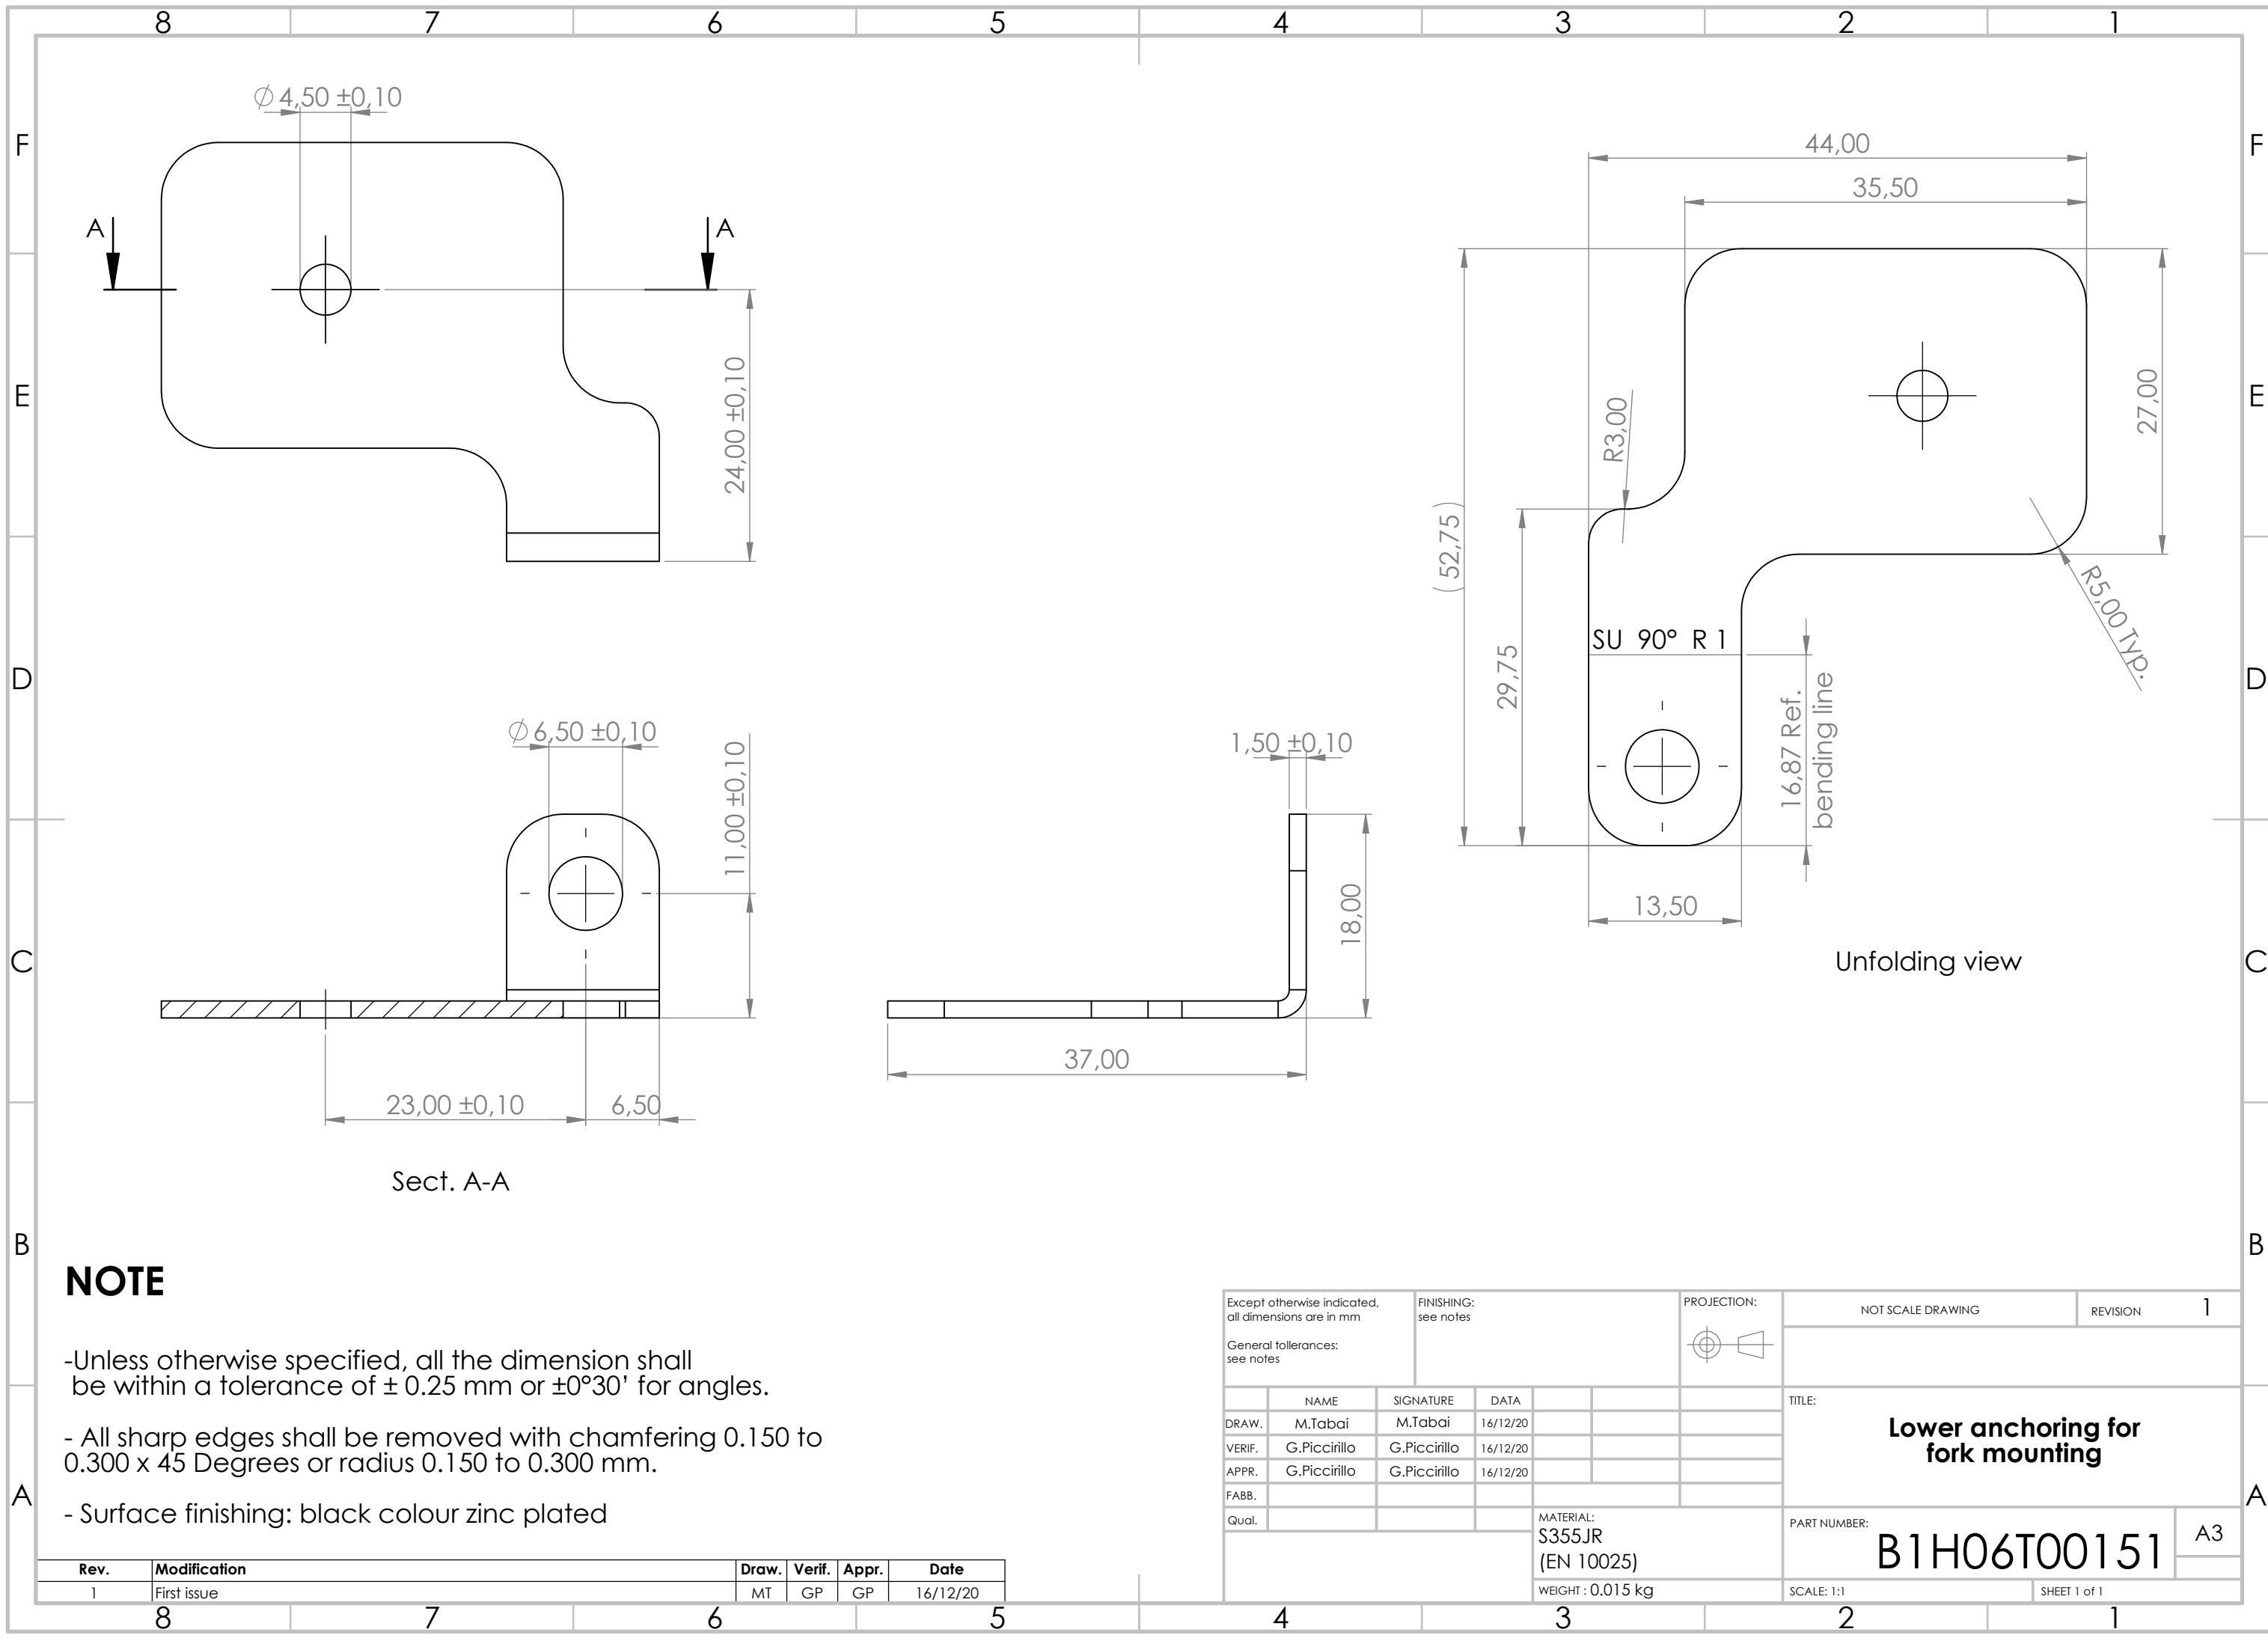 8 7 6 5 4 3 2 1
F F
E E
D D
C C
B B
A A
∅ 4,50 ±0,10
A A
24,00 ±0,10
44,00
35,50
R3,00
27,00
( 52,75 )
29,75
R5,00 Typ.
SU 90° R 1
16,87 Ref.
bending line
13,50
Unfolding view
∅ 6,50 ±0,10
11,00 ±0,10
23,00 ±0,10
6,50
Sect. A-A
1,50 ±0,10
18,00
37,00
NOTE
-Unless otherwise specified, all the dimension shall
be within a tolerance of ± 0.25 mm or ±0°30’ for angles.
- All sharp edges shall be removed with chamfering 0.150 to
0.300 x 45 Degrees or radius 0.150 to 0.300 mm.
- Surface finishing: black colour zinc plated
Rev. Modification Draw. Verif. Appr. Date
1 First issue MT GP GP 16/12/20
Except otherwise indicated,
all dimensions are in mm
General tollerances:
see notes
FINISHING:
see notes
PROJECTION:
NOT SCALE DRAWING
REVISION 1
NAME SIGNATURE DATA
DRAW. M.Tabai M.Tabai 16/12/20
VERIF. G.Piccirillo G.Piccirillo 16/12/20
APPR. G.Piccirillo G.Piccirillo 16/12/20
FABB.
Qual.
TITLE:
Lower anchoring for
fork mounting
MATERIAL:
S355JR
(EN 10025)
WEIGHT : 0.015 kg
PART NUMBER:
B1H06T00151
A3
SCALE: 1:1
SHEET 1 of 1
8 7 6 5 4 3 2 1